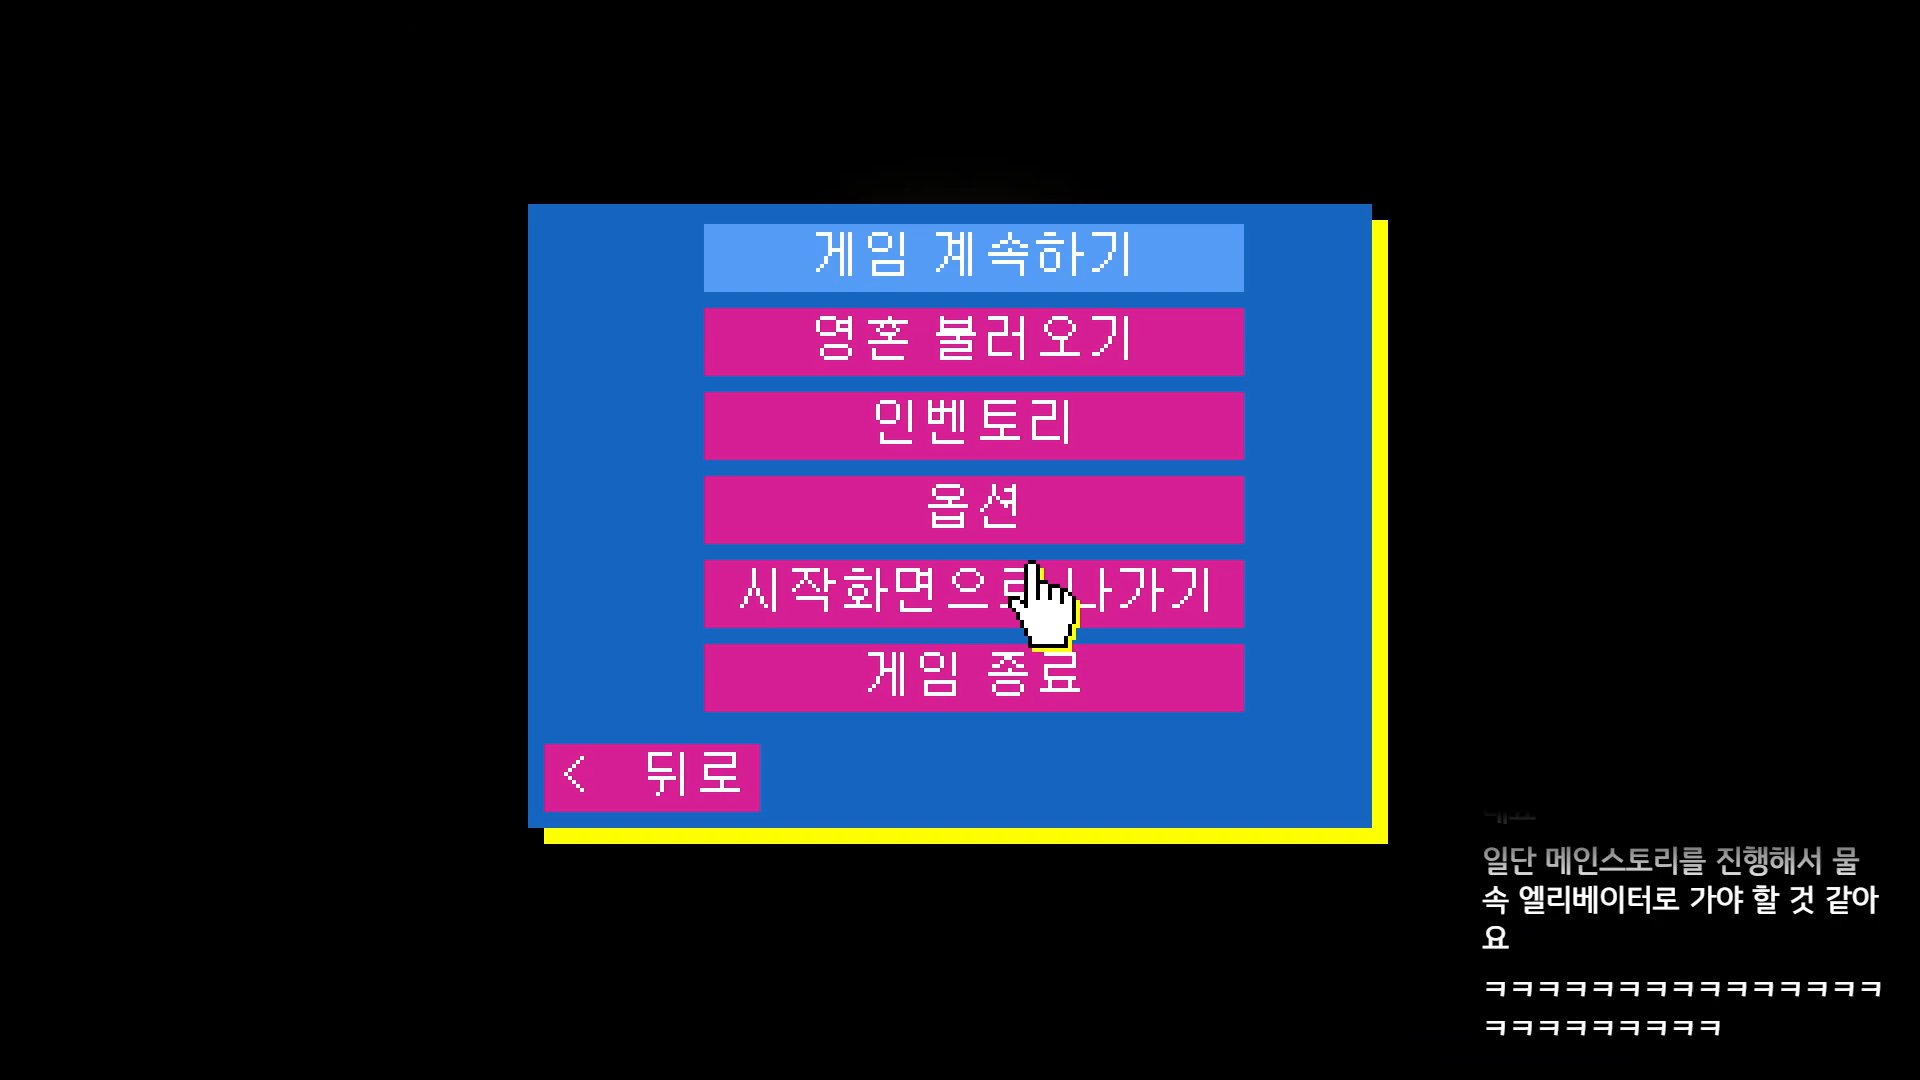 게임 계속하기
영혼 불러오기
인벤토리
옵션
시작화면으로 나가기
게임 종료
< 뒤로
일단 메인스토리를 진행해서 물
속 엘리베이터로 가야 할 것 같아
요
ㅋㅋㅋㅋㅋㅋㅋㅋㅋㅋㅋㅋㅋㅋㅋ
ㅋㅋㅋㅋㅋㅋㅋㅋㅋ